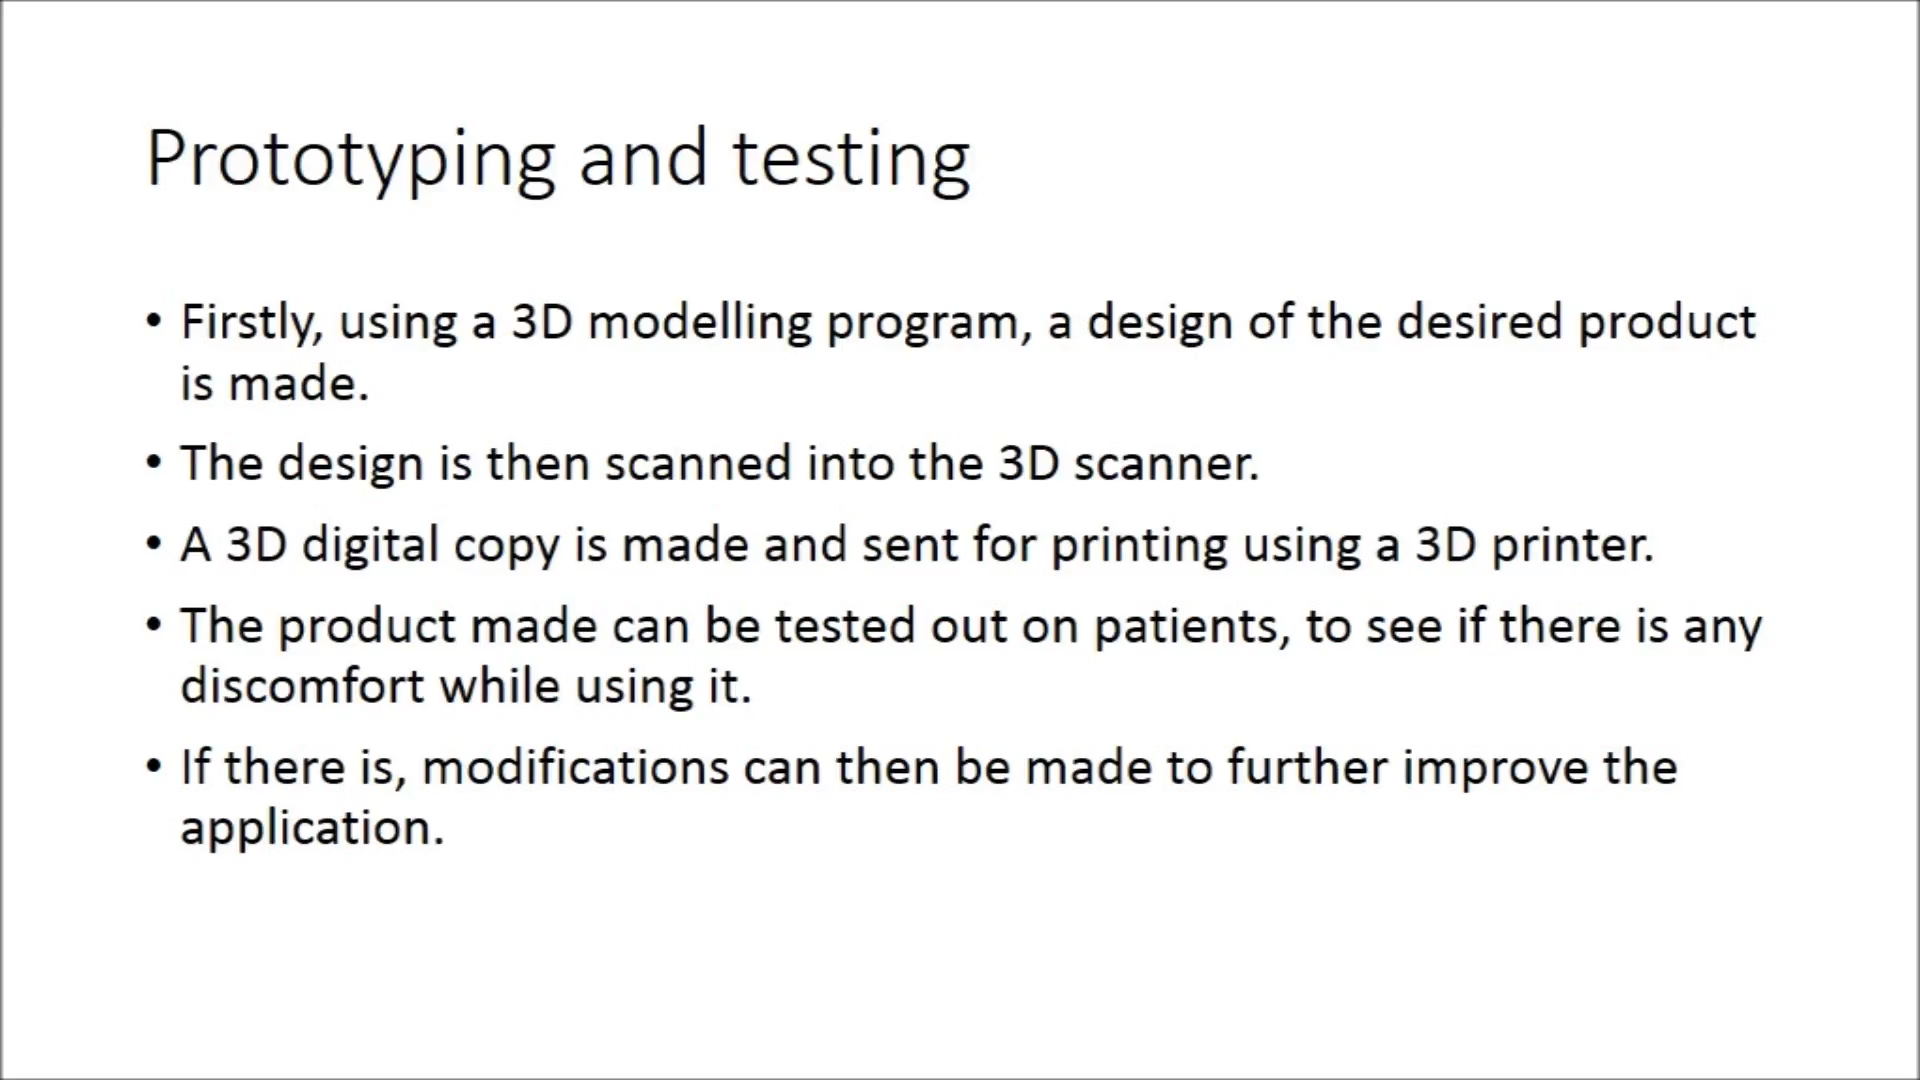 Prototyping and testing
• Firstly, using a 3D modelling program, a design of the desired product
is made.
• The design is then scanned into the 3D scanner.
• A 3D digital copy is made and sent for printing using a 3D printer.
• The product made can be tested out on patients, to see if there is any
discomfort while using it.
• If there is, modifications can then be made to further improve the
application.